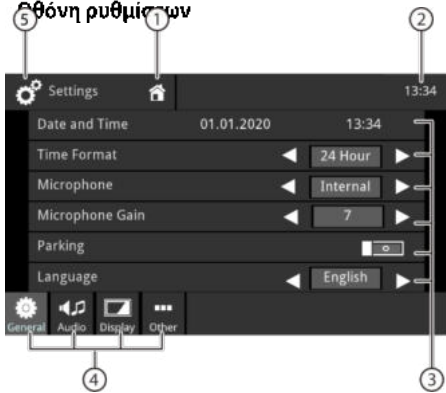 Οθόνη ρυθμίσεων
5 1 2
Settings 13:34
Date and Time 01.01.2020 13:34
Time Format 24 Hour
Microphone Internal
Microphone Gain 7
Parking
Language English
General Audio Display Other
4 3